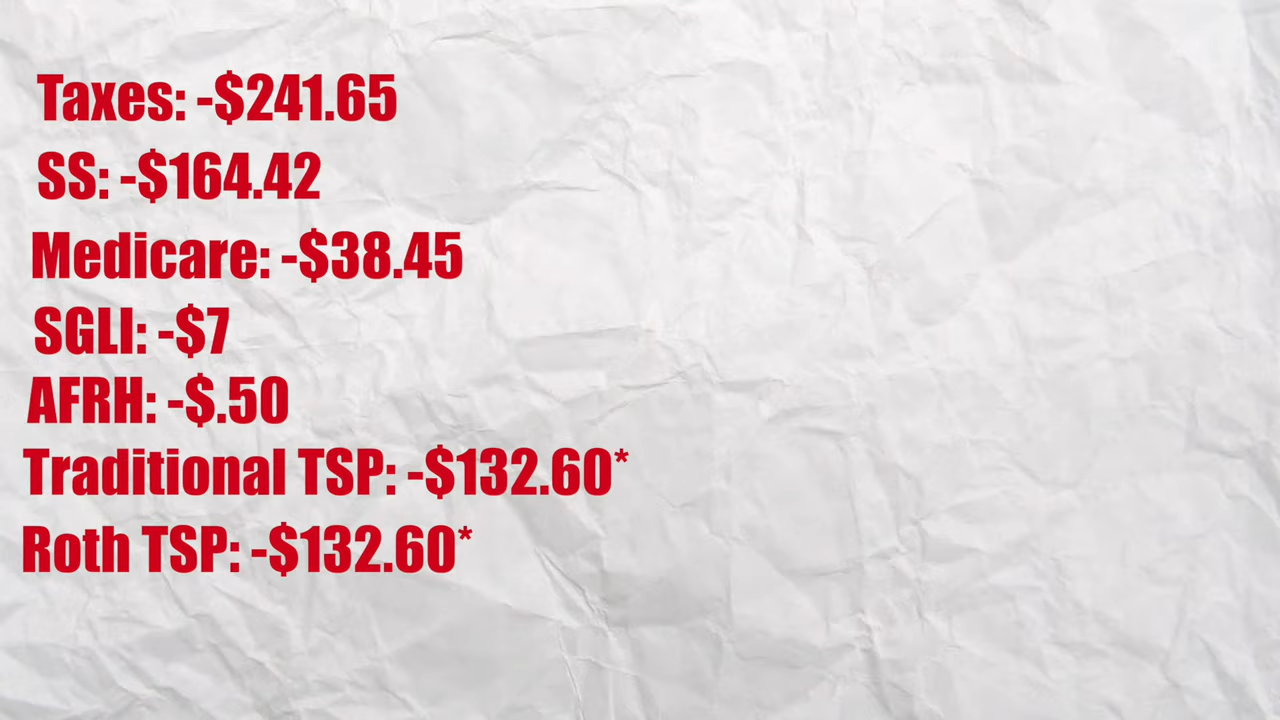 Taxes: -$241.65
SS: -$164.42
Medicare: -$38.45
SGLI: -$7
AFRH: -$.50
Traditional TSP: -$132.60*
Roth TSP: -$132.60*